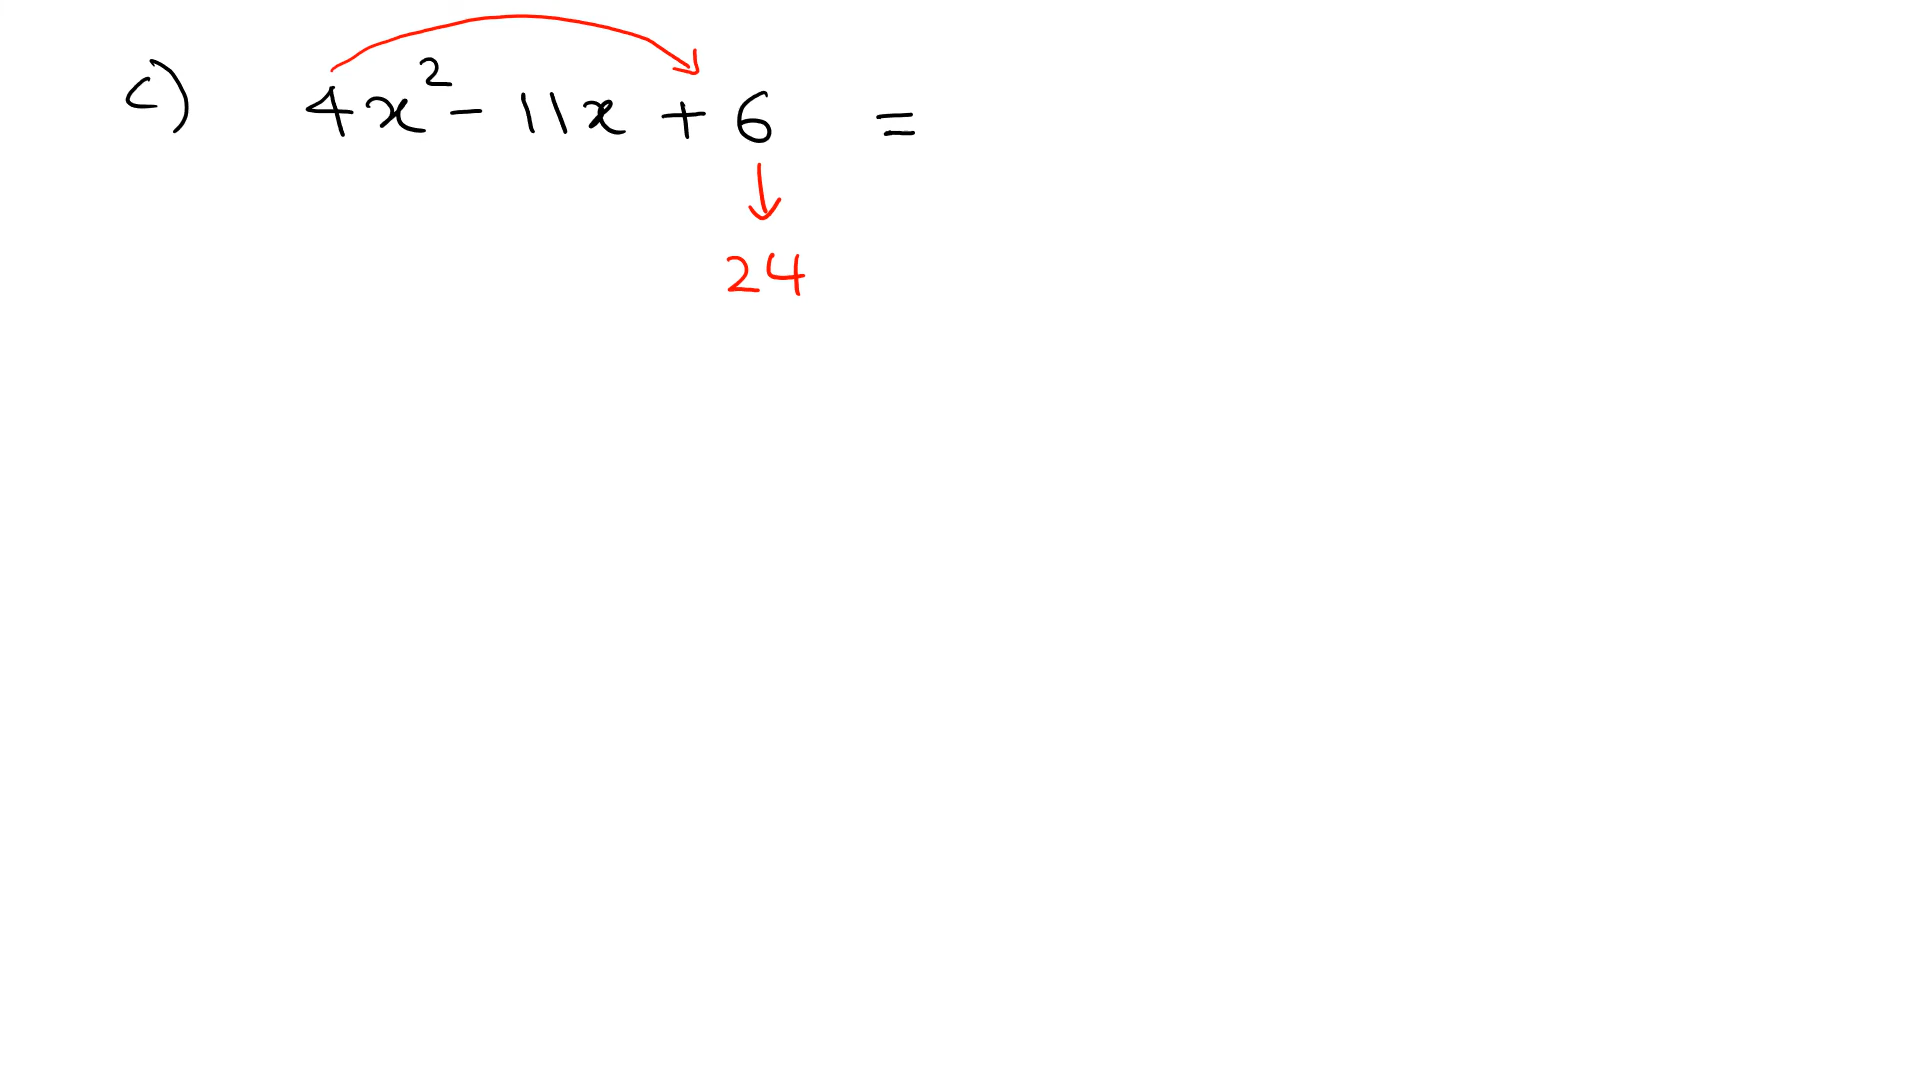 c) 4x² - 11x + 6 =
24